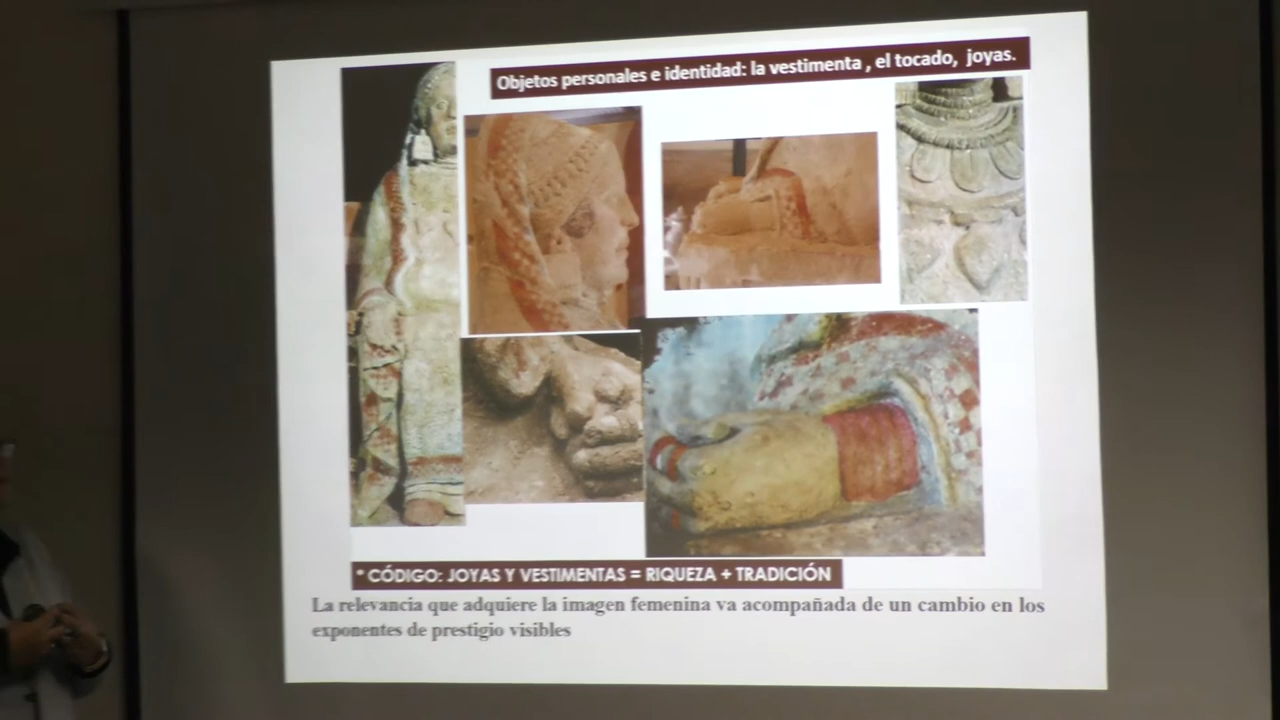 Objetos personales e identidad: la vestimenta , el tocado, joyas.
* CÓDIGO: JOYAS Y VESTIMENTAS = RIQUEZA + TRADICIÓN
La relevancia que adquiere la imagen femenina va acompañada de un cambio en los
exponentes de prestigio visibles